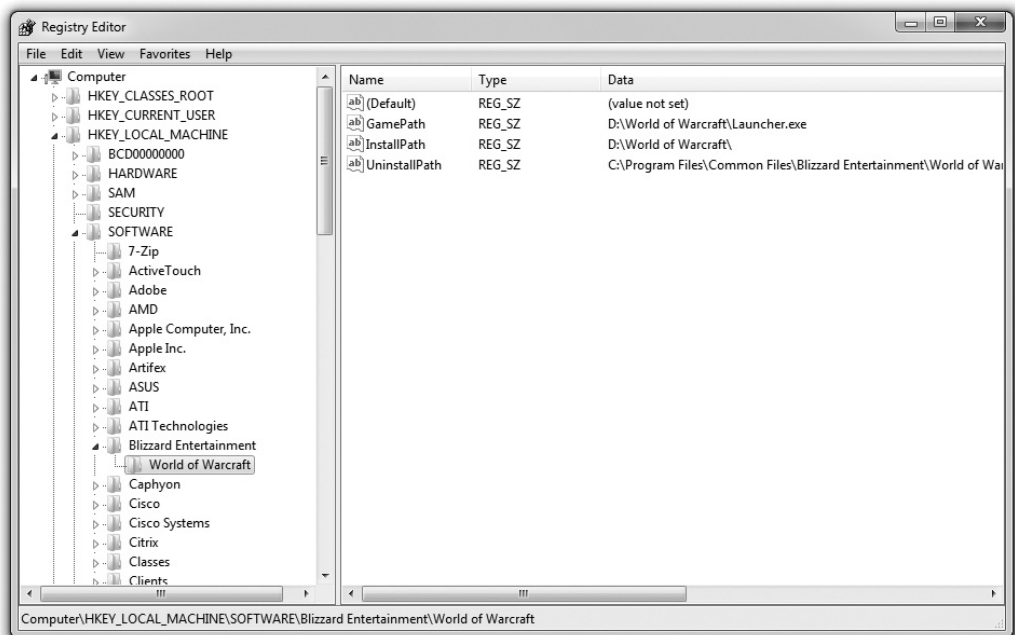 Registry Editor
File Edit View Favorites Help
Computer
HKEY_CLASSES_ROOT
HKEY_CURRENT_USER
HKEY_LOCAL_MACHINE
BCD00000000
HARDWARE
SAM
SECURITY
SOFTWARE
7-Zip
ActiveTouch
Adobe
AMD
Apple Computer, Inc.
Apple Inc.
Artifex
ASUS
ATI
ATI Technologies
Blizzard Entertainment
World of Warcraft
Caphyon
Cisco
Cisco Systems
Citrix
Classes
Clients
Name Type Data
ab (Default) REG_SZ (value not set)
ab GamePath REG_SZ D:\World of Warcraft\Launcher.exe
ab InstallPath REG_SZ D:\World of Warcraft\
ab UninstallPath REG_SZ C:\Program Files\Common Files\Blizzard Entertainment\World of
Computer\HKEY_LOCAL_MACHINE\SOFTWARE\Blizzard Entertainment\World of Warcraft